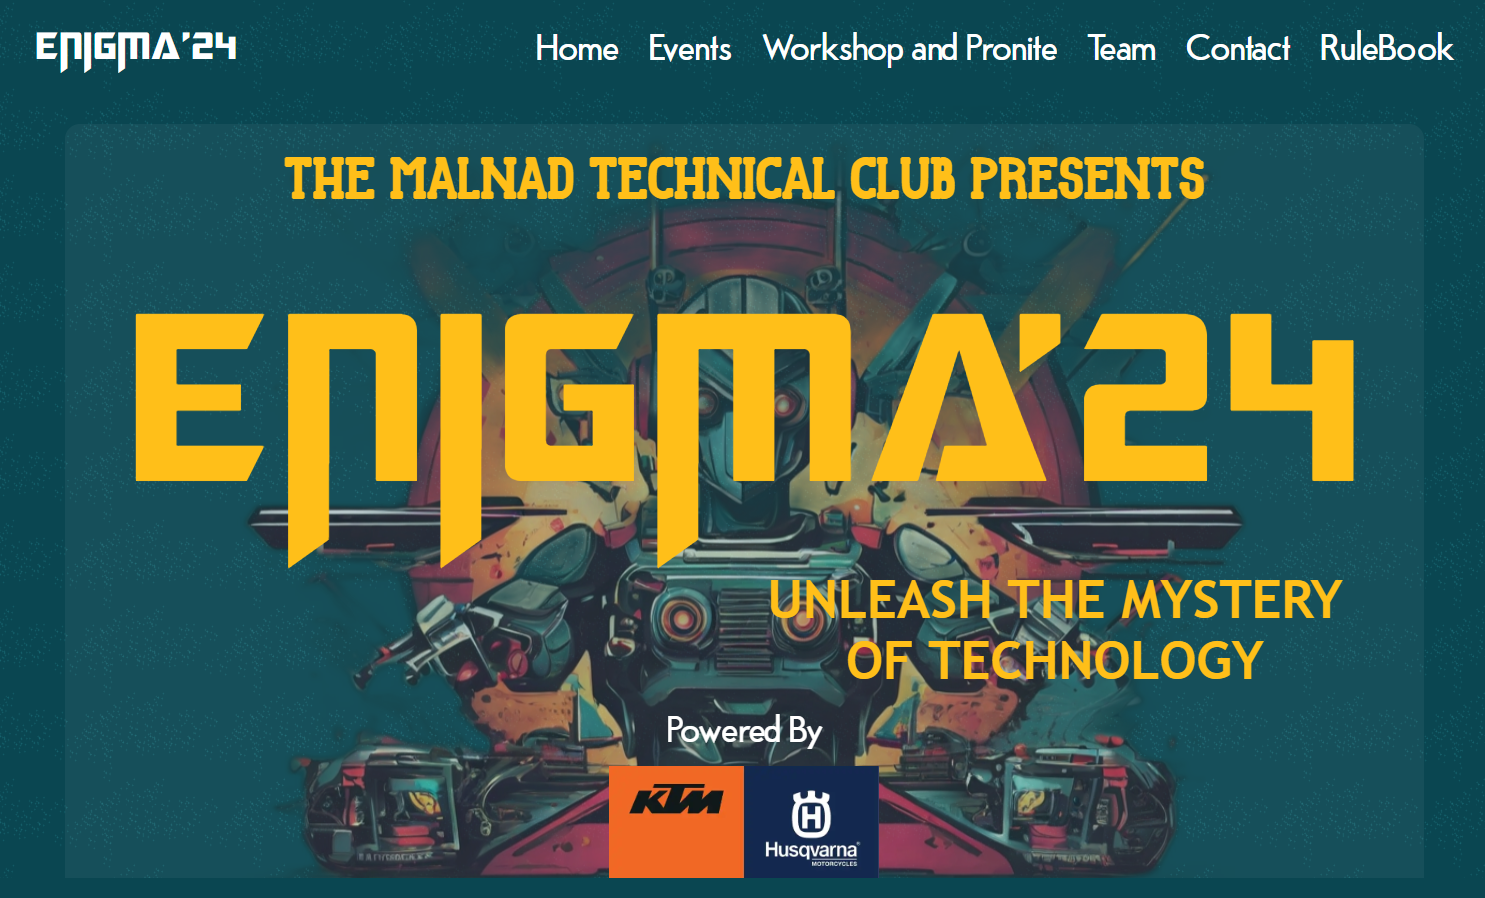 ENIGMA'24
Home Events Workshop and Pronite Team Contact RuleBook
THE MALNAD TECHNICAL CLUB PRESENTS
ENIGMA'24
UNLEASH THE MYSTERY
OF TECHNOLOGY
Powered By
KTM
H
Husqvarna®
MOTORCYCLES